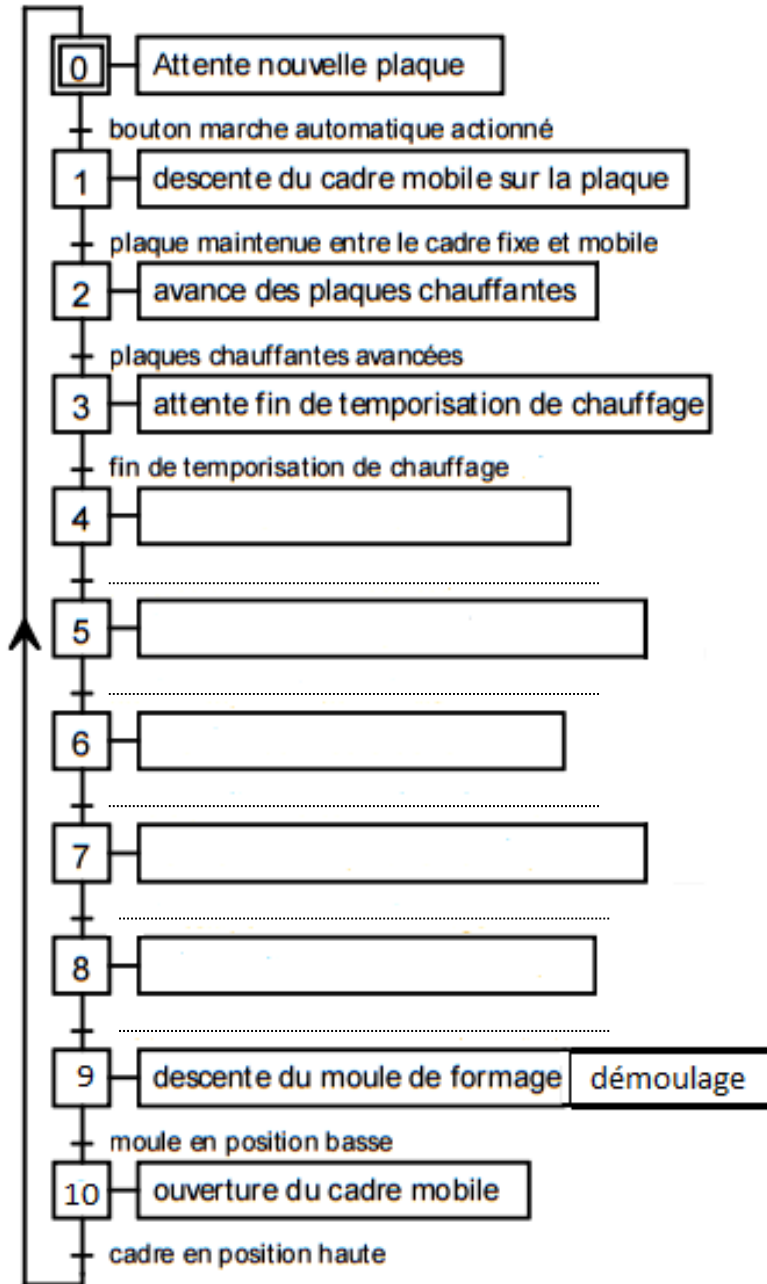 0 Attente nouvelle plaque
bouton marche automatique actionné
1 descente du cadre mobile sur la plaque
plaque maintenue entre le cadre fixe et mobile
2 avance des plaques chauffantes
plaques chauffantes avancées
3 attente fin de temporisation de chauffage
fin de temporisation de chauffage
4
5
6
7
8
9 descente du moule de formage démoulage
moule en position basse
10 ouverture du cadre mobile
cadre en position haute